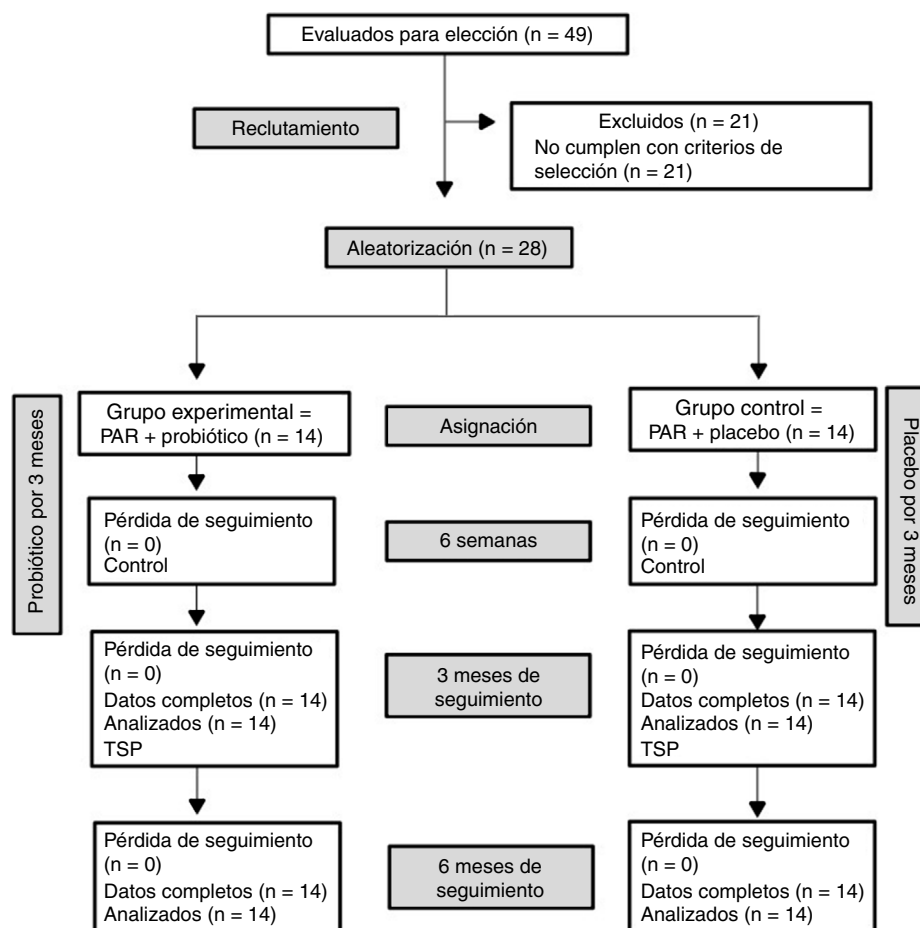 Evaluados para elección (n = 49)
Reclutamiento
Excluidos (n = 21)
No cumplen con criterios de
selección (n = 21)
Aleatorización (n = 28)
Probiótico por 3 meses
Grupo experimental =
PAR + probiótico (n = 14)
Asignación
Grupo control =
PAR + placebo (n = 14)
Placebo por 3 meses
Pérdida de seguimiento
(n = 0)
Control
6 semanas
Pérdida de seguimiento
(n = 0)
Control
Pérdida de seguimiento
(n = 0)
Datos completos (n = 14)
Analizados (n = 14)
TSP
3 meses de
seguimiento
Pérdida de seguimiento
(n = 0)
Datos completos (n = 14)
Analizados (n = 14)
TSP
Pérdida de seguimiento
(n = 0)
Datos completos (n = 14)
Analizados (n = 14)
6 meses de
seguimiento
Pérdida de seguimiento
(n = 0)
Datos completos (n = 14)
Analizados (n = 14)